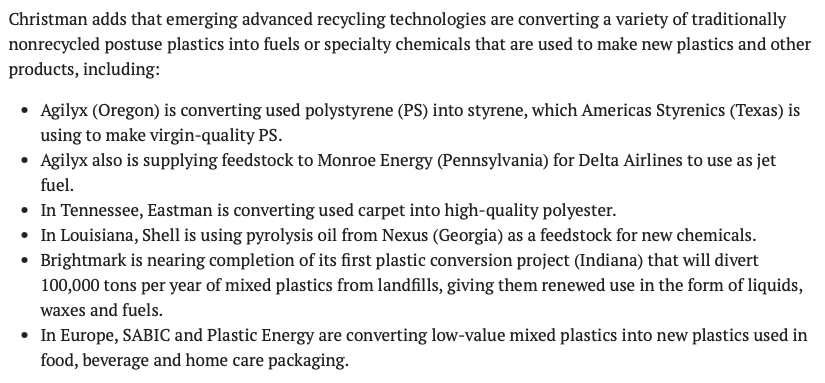 Christman adds that emerging advanced recycling technologies are converting a variety of traditionally
nonrecycled postuse plastics into fuels or specialty chemicals that are used to make new plastics and other
products, including:
• Agilyx (Oregon) is converting used polystyrene (PS) into styrene, which Americas Styrenics (Texas) is
using to make virgin-quality PS.
• Agilyx also is supplying feedstock to Monroe Energy (Pennsylvania) for Delta Airlines to use as jet
fuel.
• In Tennessee, Eastman is converting used carpet into high-quality polyester.
• In Louisiana, Shell is using pyrolysis oil from Nexus (Georgia) as a feedstock for new chemicals.
• Brightmark is nearing completion of its first plastic conversion project (Indiana) that will divert
100,000 tons per year of mixed plastics from landfills, giving them renewed use in the form of liquids,
waxes and fuels.
• In Europe, SABIC and Plastic Energy are converting low-value mixed plastics into new plastics used in
food, beverage and home care packaging.